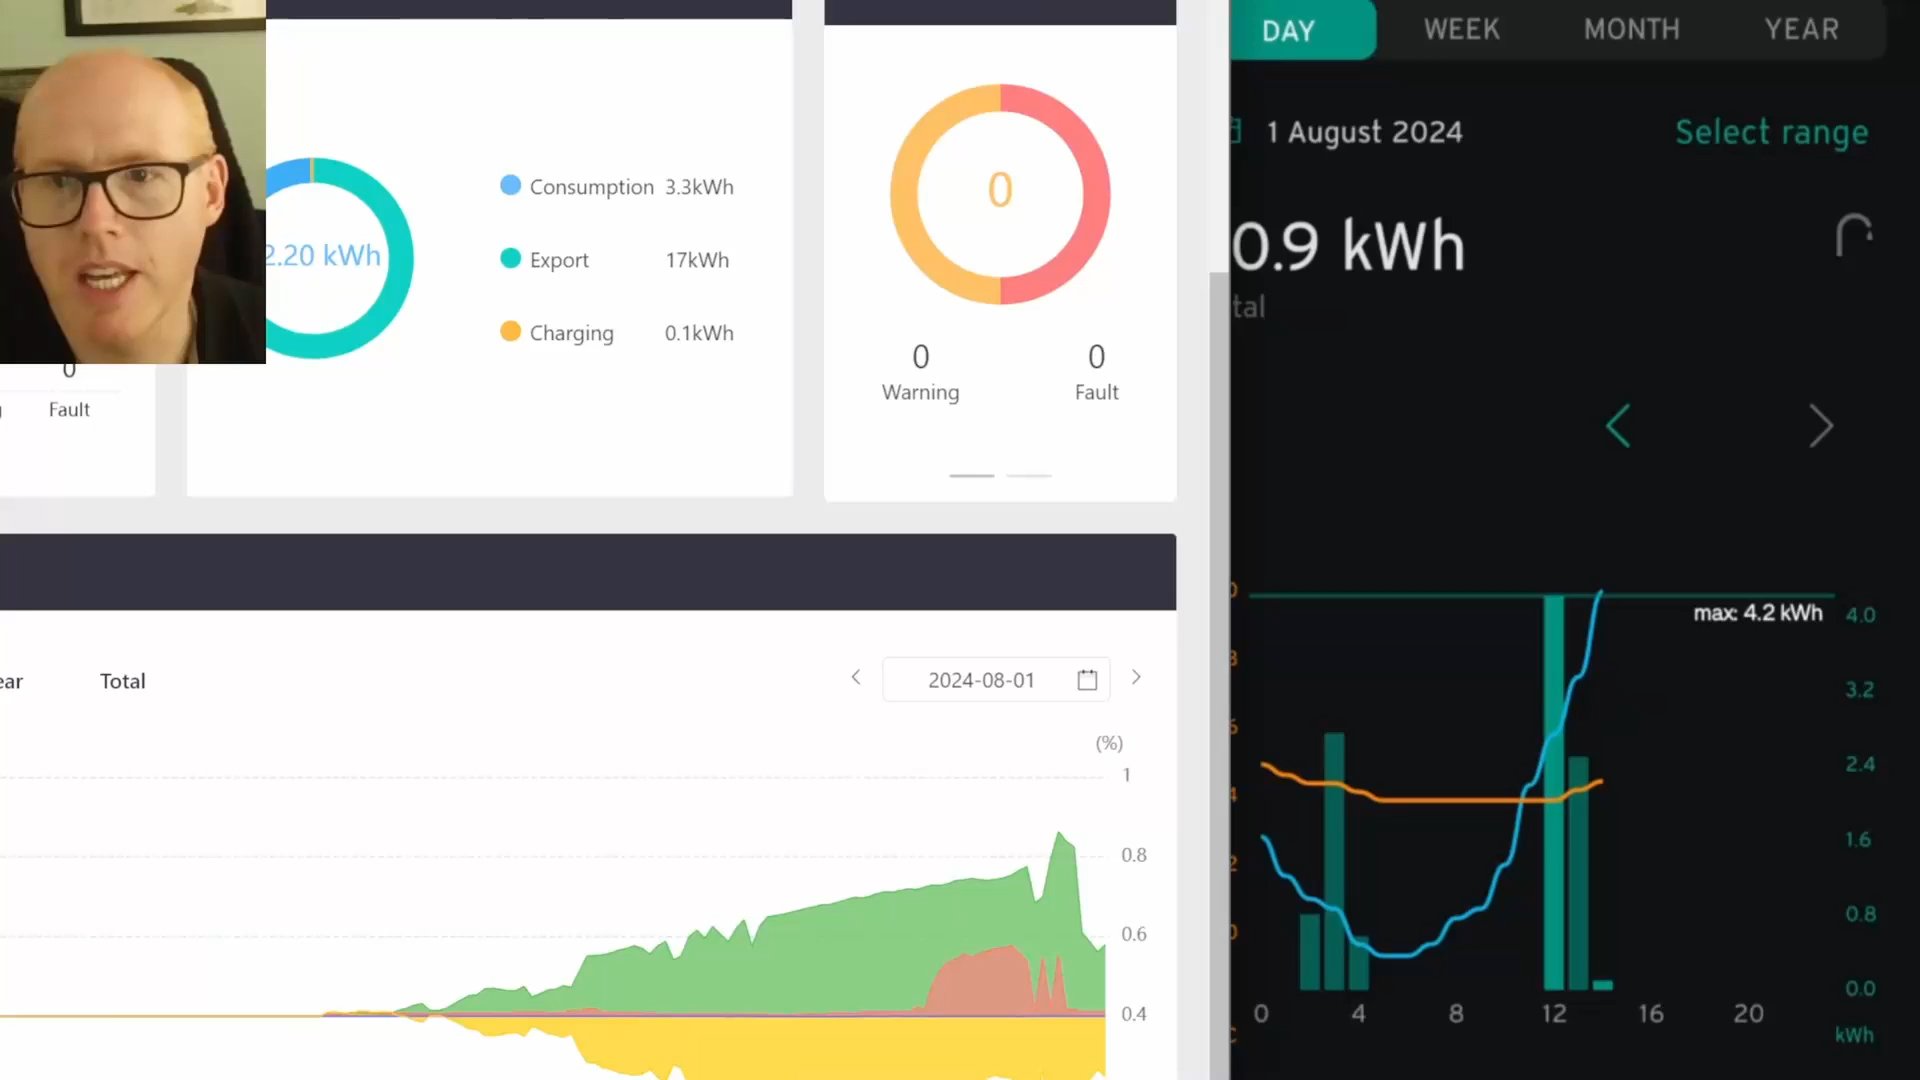 2.20 kWh
Consumption 3.3kWh
Export 17kWh
Charging 0.1kWh
0
Fault
0
0
Warning
0
Fault
Total
2024-08-01
(%)
1
0.8
0.6
0.4
DAY
WEEK
MONTH
YEAR
1 August 2024
Select range
0.9 kWh
tal
max: 4.2 kWh
4.0
3.2
2.4
1.6
0.8
0.0
kWh
0 4 8 12 16 20